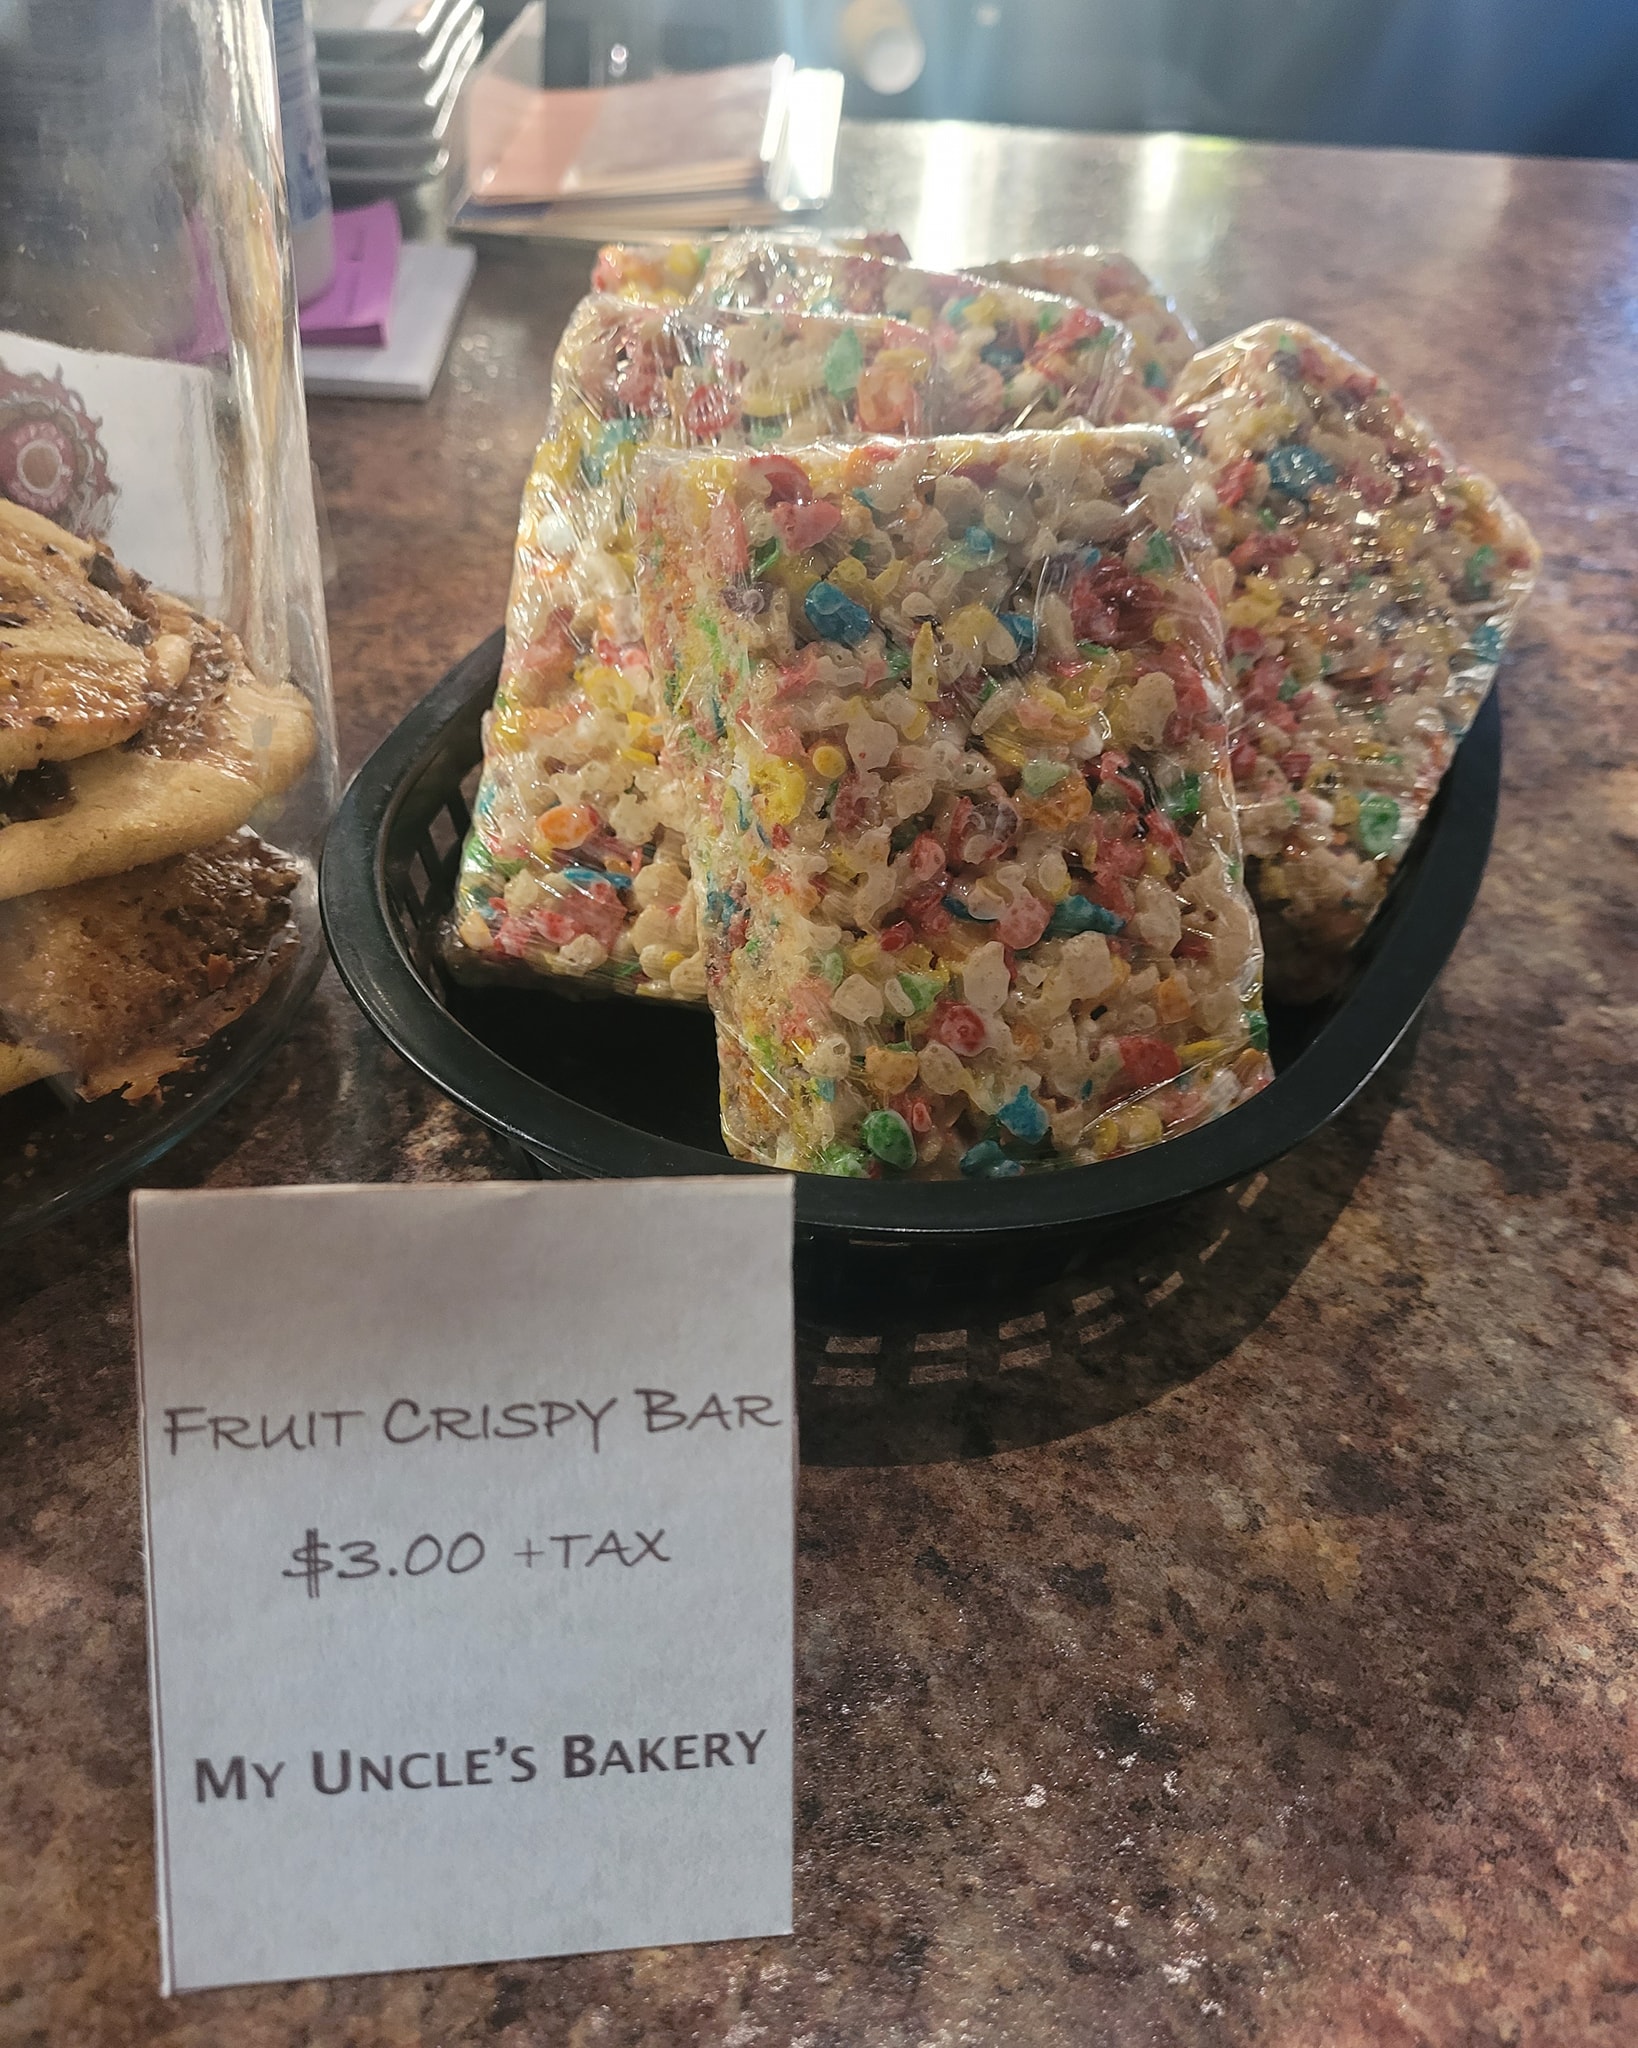 FRUIT CRISPY BAR
$3.00 +TAX
MY UNCLE'S BAKERY